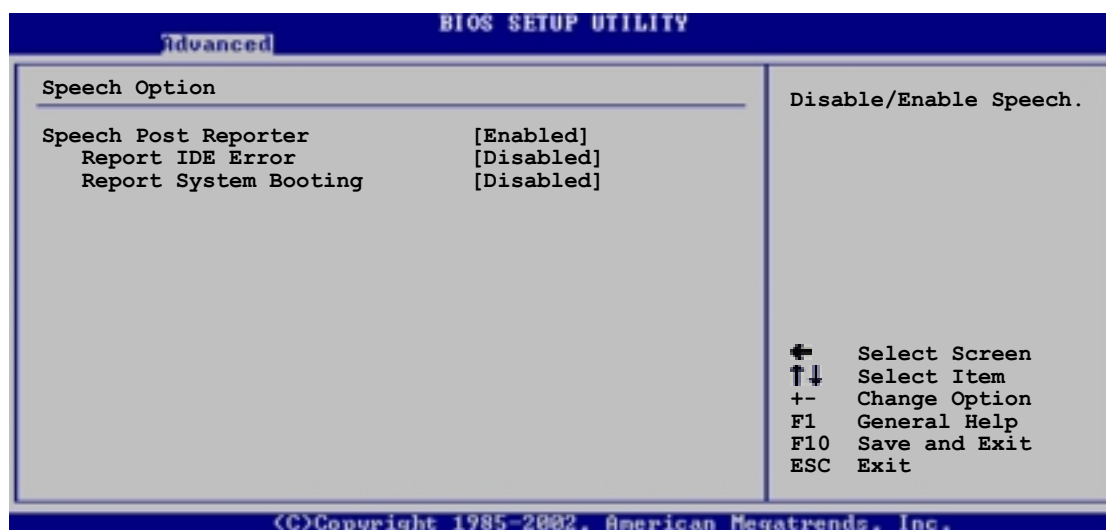 BIOS SETUP UTILITY
Advanced
Speech Option
Speech Post Reporter [Enabled]
Report IDE Error [Disabled]
Report System Booting [Disabled]
Disable/Enable Speech.
← Select Screen
↑↓ Select Item
+- Change Option
F1 General Help
F10 Save and Exit
ESC Exit
(C)Copyright 1985-2002, American Megatrends, Inc.